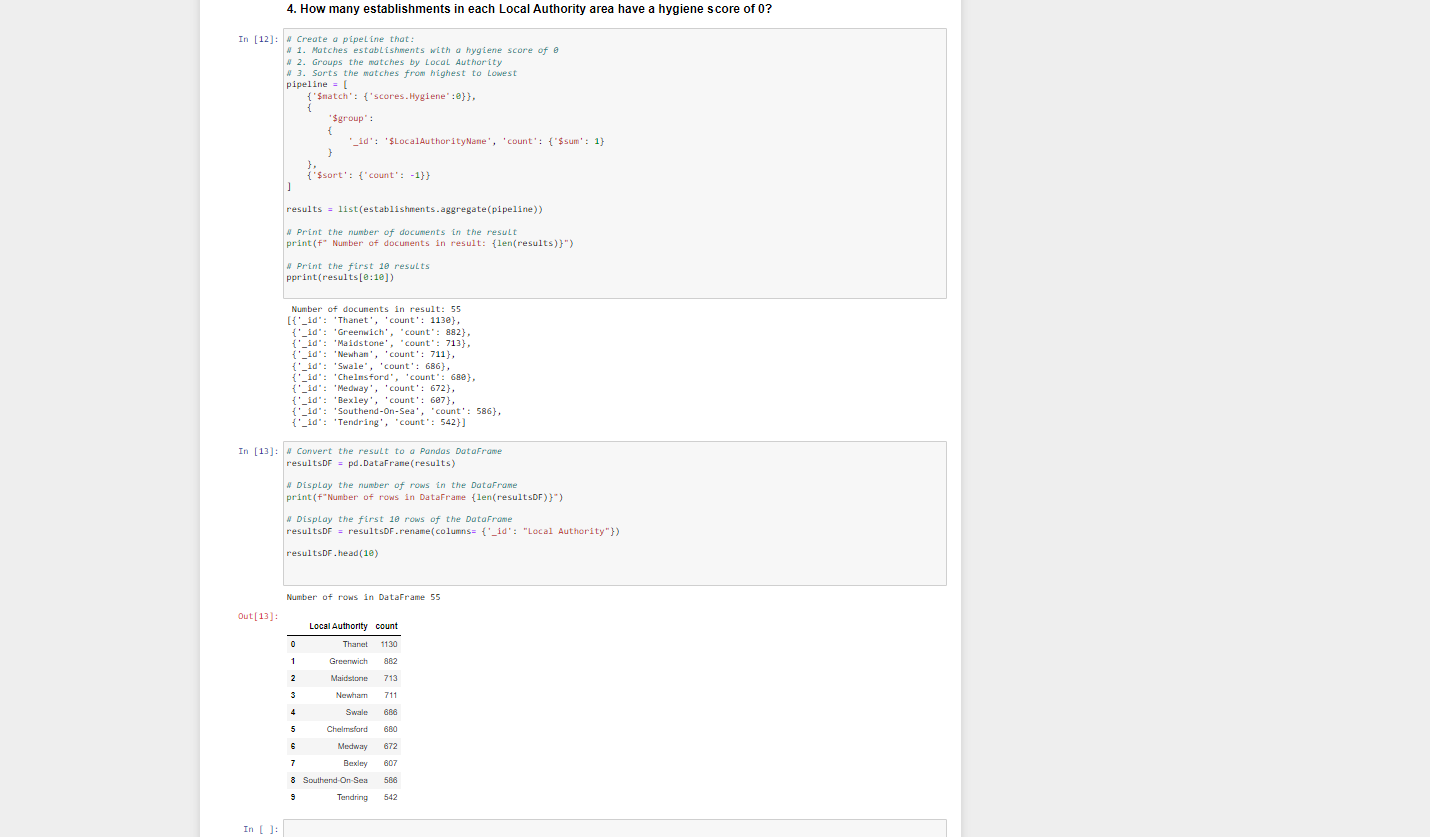 4. How many establishments in each Local Authority area have a hygiene score of 0?
In [12]:
# Create a pipeline that:
# 1. Matches establishments with a hygiene score of 0
# 2. Groups the matches by Local Authority
# 3. Sorts the matches from highest to lowest
pipeline = [
    {'$match': {'scores.Hygiene':0}},
    {
        '$group':
        {
            '_id': '$LocalAuthorityName', 'count': {'$sum': 1}
        }
    },
    {'$sort': {'count': -1}}
]
results = list(establishments.aggregate(pipeline))
# Print the number of documents in the result
print(f" Number of documents in result: {len(results)}")
# Print the first 10 results
pprint(results[0:10])
 Number of documents in result: 55
[{'_id': 'Thanet', 'count': 1130},
 {'_id': 'Greenwich', 'count': 882},
 {'_id': 'Maidstone', 'count': 713},
 {'_id': 'Newham', 'count': 711},
 {'_id': 'Swale', 'count': 686},
 {'_id': 'Chelmsford', 'count': 680},
 {'_id': 'Medway', 'count': 672},
 {'_id': 'Bexley', 'count': 607},
 {'_id': 'Southend-On-Sea', 'count': 586},
 {'_id': 'Tendring', 'count': 542}]
In [13]:
# Convert the result to a Pandas DataFrame
resultsDF = pd.DataFrame(results)
# Display the number of rows in the DataFrame
print(f"Number of rows in DataFrame {len(resultsDF)}")
# Display the first 10 rows of the DataFrame
resultsDF = resultsDF.rename(columns= {'_id': "Local Authority"})
resultsDF.head(10)
Number of rows in DataFrame 55
Out[13]:
Local Authority count
0 Thanet 1130
1 Greenwich 882
2 Maidstone 713
3 Newham 711
4 Swale 686
5 Chelmsford 680
6 Medway 672
7 Bexley 607
8 Southend-On-Sea 586
9 Tendring 542
In [ ]: